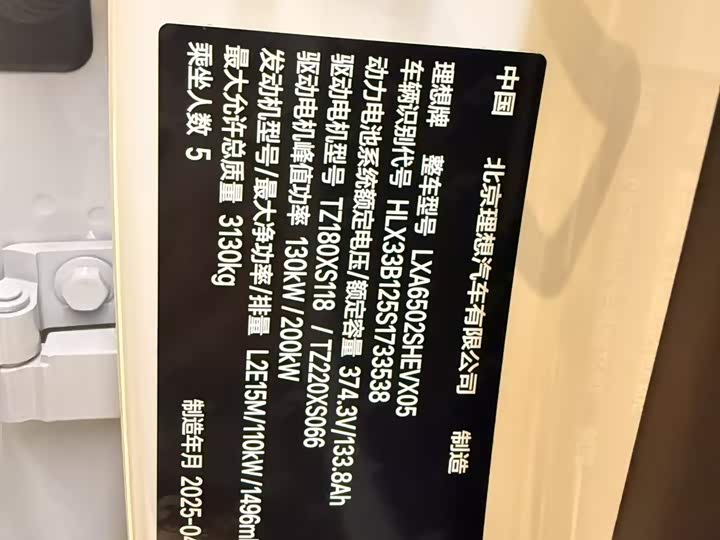 中国 北京理想汽车有限公司 制造
理想牌 整车型号 LXA6502SHEVX05
车辆识别代号 HLX33B125S1733538
动力电池系统额定电压/额定容量 374.3V/133.8Ah
驱动电机型号 TZ180XS118 / TZ220XS066
驱动电机峰值功率 130kW / 200kW
发动机型号/最大净功率/排量 L2E15M/110kW/1496ml
最大允许总质量 3130kg
乘坐人数 5 制造年月 2025-04